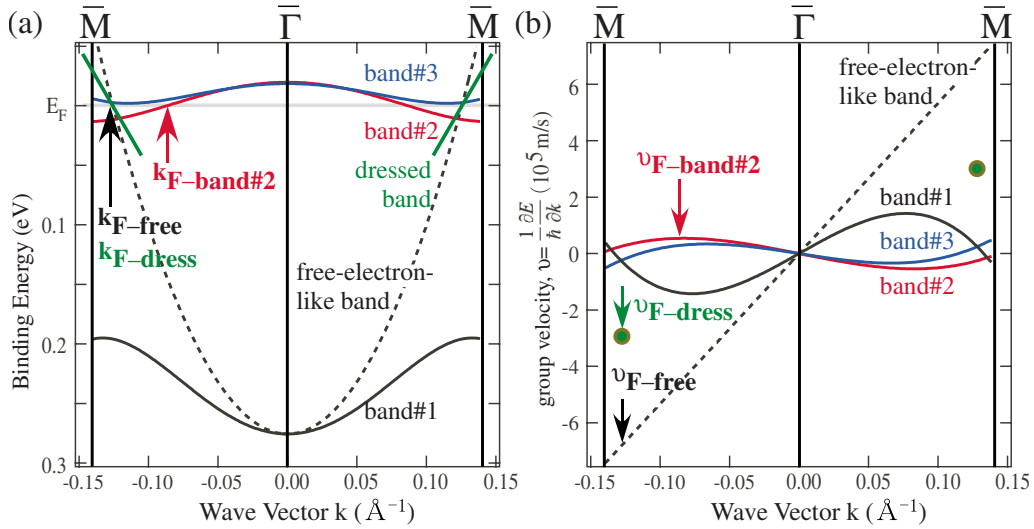 (a)
M̅ Γ̅ M̅
E_F
0.1
0.2
0.3
Binding Energy (eV)
band#3
band#2
k_F–band#2
dressed
band
k_F–free
k_F–dress
free-electron-
like band
band#1
-0.15 -0.10 -0.05 0.00 0.05 0.10 0.15
Wave Vector k (Å⁻¹)
(b)
M̅ Γ̅ M̅
6
4
2
0
-2
-4
-6
group velocity, υ= 1/ħ ∂E/∂k (10⁵ m/s)
free-electron-
like band
υ_F–band#2
band#1
band#3
band#2
υ_F–dress
υ_F–free
-0.15 -0.10 -0.05 0.00 0.05 0.10 0.15
Wave Vector k (Å⁻¹)